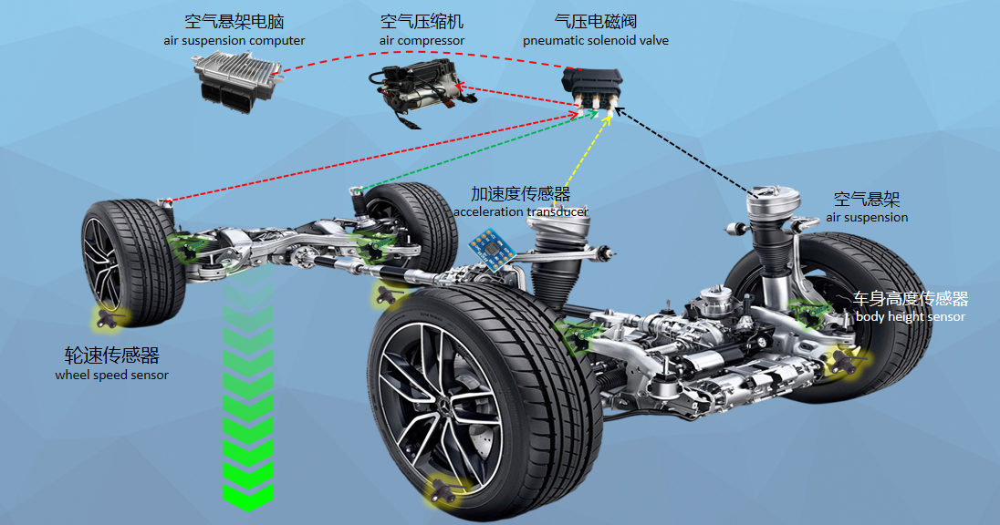 空气悬架电脑
air suspension computer
空气压缩机
air compressor
气压电磁阀
pneumatic solenoid valve
加速度传感器
acceleration transducer
空气悬架
air suspension
车身高度传感器
body height sensor
轮速传感器
wheel speed sensor